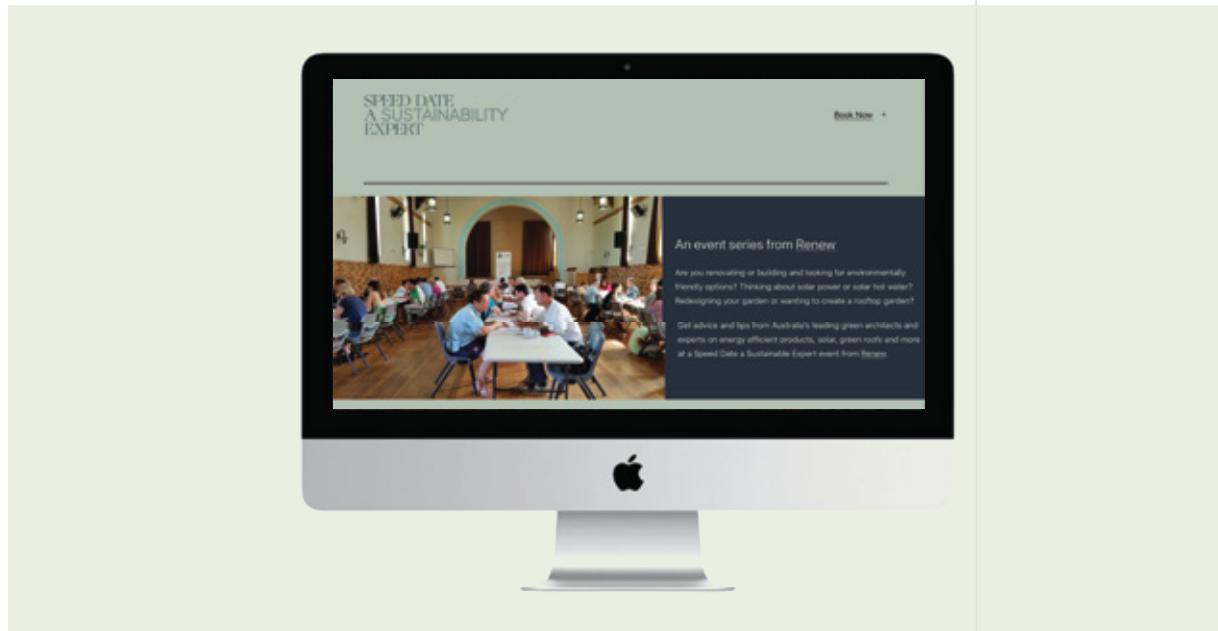 SPEED DATE
A SUSTAINABILITY
EXPERT
Book Now +
An event series from Renew
Are you renovating or building and looking for environmentally
friendly options? Thinking about solar power or solar hot water?
Redesigning your garden or wanting to create a rooftop garden?
Get advice and tips from Australia's leading green architects and
experts on energy efficient products, solar, green roofs and more
at a Speed Date a Sustainable Expert event from Renew